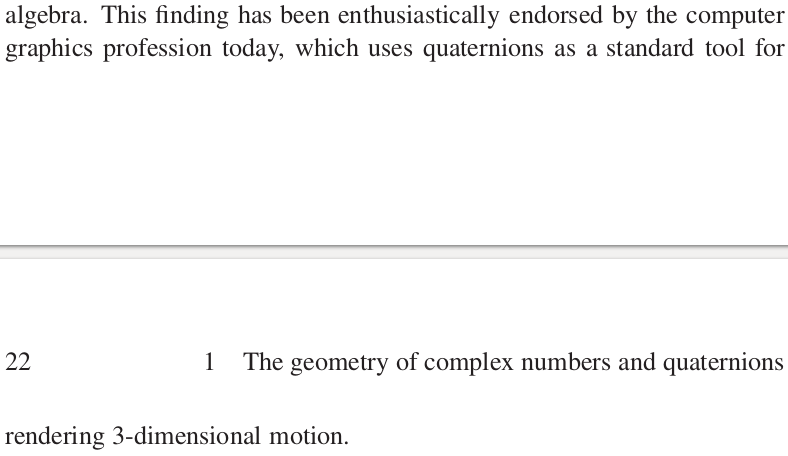 algebra. This finding has been enthusiastically endorsed by the computer
graphics profession today, which uses quaternions as a standard tool for
22 1 The geometry of complex numbers and quaternions
rendering 3-dimensional motion.